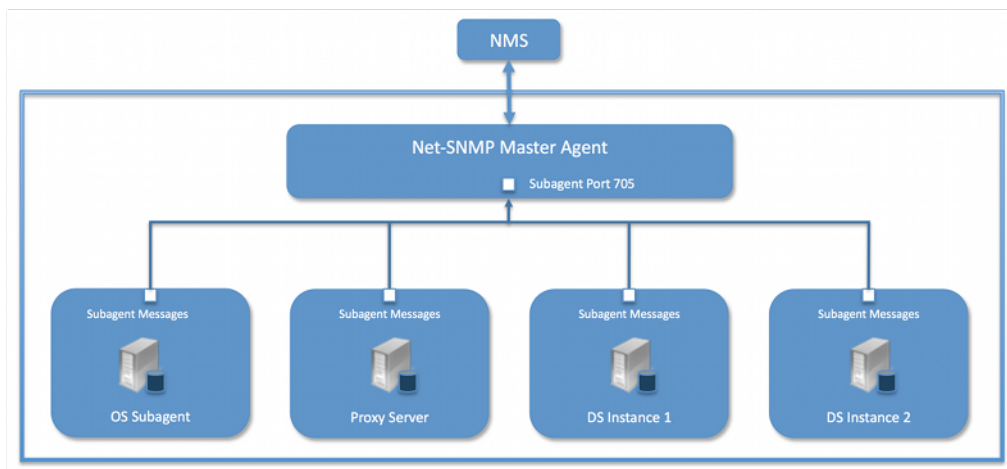 NMS
Net-SNMP Master Agent
Subagent Port 705
Subagent Messages
Subagent Messages
Subagent Messages
Subagent Messages
OS Subagent
Proxy Server
DS Instance 1
DS Instance 2